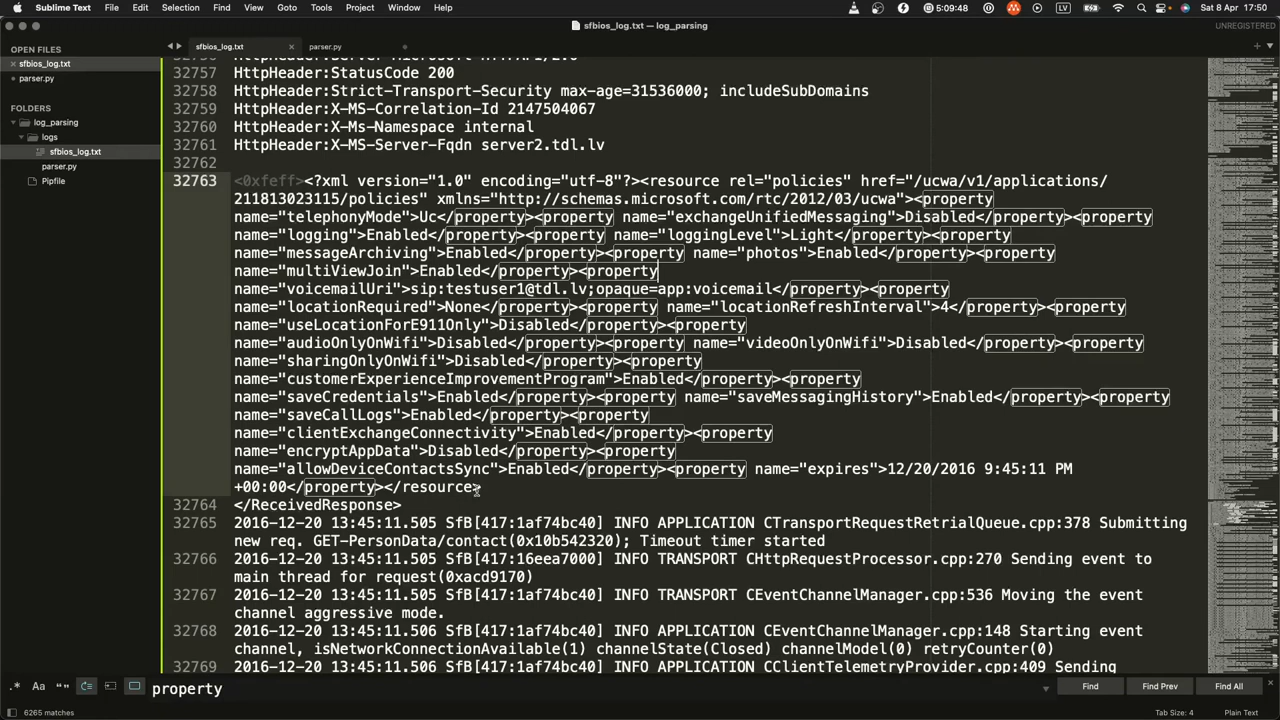 Sublime Text File Edit Selection Find View Goto Tools Project Window Help 5:09:48 LV Sat 8 Apr 17:50
sfbios_log.txt — log_parsing UNREGISTERED
OPEN FILES
sfbios_log.txt
parser.py
FOLDERS
log_parsing
logs
sfbios_log.txt
parser.py
Pipfile
sfbios_log.txt parser.py
32757 HttpHeader:StatusCode 200
32758 HttpHeader:Strict-Transport-Security max-age=31536000; includeSubDomains
32759 HttpHeader:X-MS-Correlation-Id 2147504067
32760 HttpHeader:X-Ms-Namespace internal
32761 HttpHeader:X-MS-Server-Fqdn server2.tdl.lv
32762
32763 <0xfeff><?xml version="1.0" encoding="utf-8"?><resource rel="policies" href="/ucwa/v1/applications/
211813023115/policies" xmlns="http://schemas.microsoft.com/rtc/2012/03/ucwa"><property
name="telephonyMode">Uc</property><property name="exchangeUnifiedMessaging">Disabled</property><property
name="logging">Enabled</property><property name="loggingLevel">Light</property><property
name="messageArchiving">Enabled</property><property name="photos">Enabled</property><property
name="multiViewJoin">Enabled</property><property
name="voicemailUri">sip:testuser1@tdl.lv;opaque=app:voicemail</property><property
name="locationRequired">None</property><property name="locationRefreshInterval">4</property><property
name="useLocationForE911Only">Disabled</property><property
name="audioOnlyOnWifi">Disabled</property><property name="videoOnlyOnWifi">Disabled</property><property
name="sharingOnlyOnWifi">Disabled</property><property
name="customerExperienceImprovementProgram">Enabled</property><property
name="saveCredentials">Enabled</property><property name="saveMessagingHistory">Enabled</property><property
name="saveCallLogs">Enabled</property><property
name="clientExchangeConnectivity">Enabled</property><property
name="encryptAppData">Disabled</property><property
name="allowDeviceContactsSync">Enabled</property><property name="expires">12/20/2016 9:45:11 PM
+00:00</property></resource>
32764 </ReceivedResponse>
32765 2016-12-20 13:45:11.505 SfB[417:1af74bc40] INFO APPLICATION CTransportRequestRetrialQueue.cpp:378 Submitting
new req. GET-PersonData/contact(0x10b542320); Timeout timer started
32766 2016-12-20 13:45:11.505 SfB[417:16eea7000] INFO TRANSPORT CHttpRequestProcessor.cpp:270 Sending event to
main thread for request(0xacd9170)
32767 2016-12-20 13:45:11.505 SfB[417:1af74bc40] INFO TRANSPORT CEventChannelManager.cpp:536 Moving the event
channel aggressive mode.
32768 2016-12-20 13:45:11.506 SfB[417:1af74bc40] INFO APPLICATION CEventChannelManager.cpp:148 Starting event
channel, isNetworkConnectionAvailable(1) channelState(Closed) channelModel(0) retryCounter(0)
32769 2016-12-20 13:45:11.506 SfB[417:1af74bc40] INFO APPLICATION CClientTelemetryProvider.cpp:409 Sending
.* Aa “” property Find Find Prev Find All
6265 matches Tab Size: 4 Plain Text